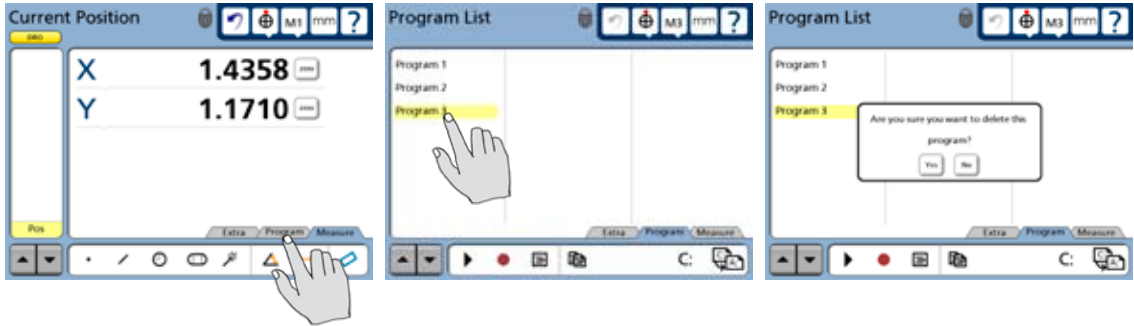 Current Position
M1 mm ?
DRO
X 1.4358 zero
Y 1.1710 zero
Pos
Extra Program Measure
Program List
M3 mm ?
Program 1
Program 2
Program 3
Extra Program Measure
C:
Program List
M3 mm ?
Program 1
Program 2
Program 3
Are you sure you want to delete this
program?
Yes No
Extra Program Measure
C: